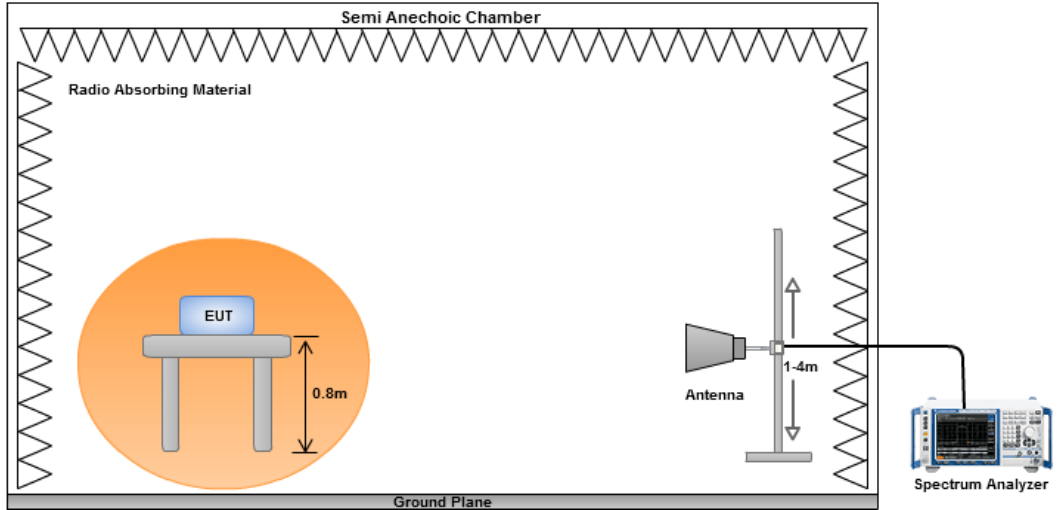 Semi Anechoic Chamber
Radio Absorbing Material
EUT
0.8m
1-4m
Antenna
Spectrum Analyzer
Ground Plane